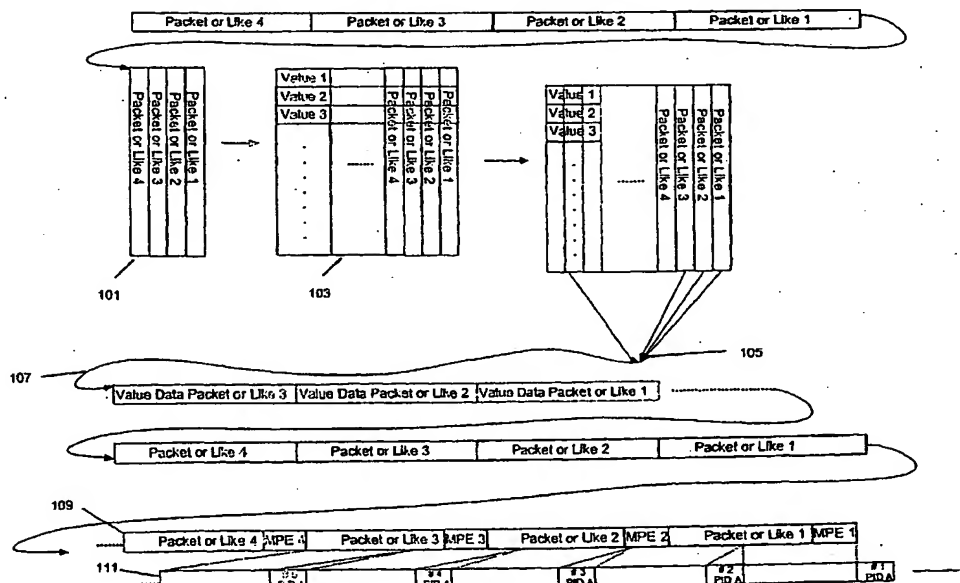 Packet or Like 4 Packet or Like 3 Packet or Like 2 Packet or Like 1
Packet or Like 4
Packet or Like 3
Packet or Like 2
Packet or Like 1
Value 1
Value 2
Value 3
Packet or Like 4
Packet or Like 3
Packet or Like 2
Packet or Like 1
Value 1
Value 2
Value 3
Packet or Like 4
Packet or Like 3
Packet or Like 2
Packet or Like 1
101
103
105
107
Value Data Packet or Like 3 Value Data Packet or Like 2 Value Data Packet or Like 1
Packet or Like 4 Packet or Like 3 Packet or Like 2 Packet or Like 1
109
Packet or Like 4 MPE 4 Packet or Like 3 MPE 3 Packet or Like 2 MPE 2 Packet or Like 1 MPE 1
111
#5 #4 #3 #2 #1
PID A PID A PID A PID A